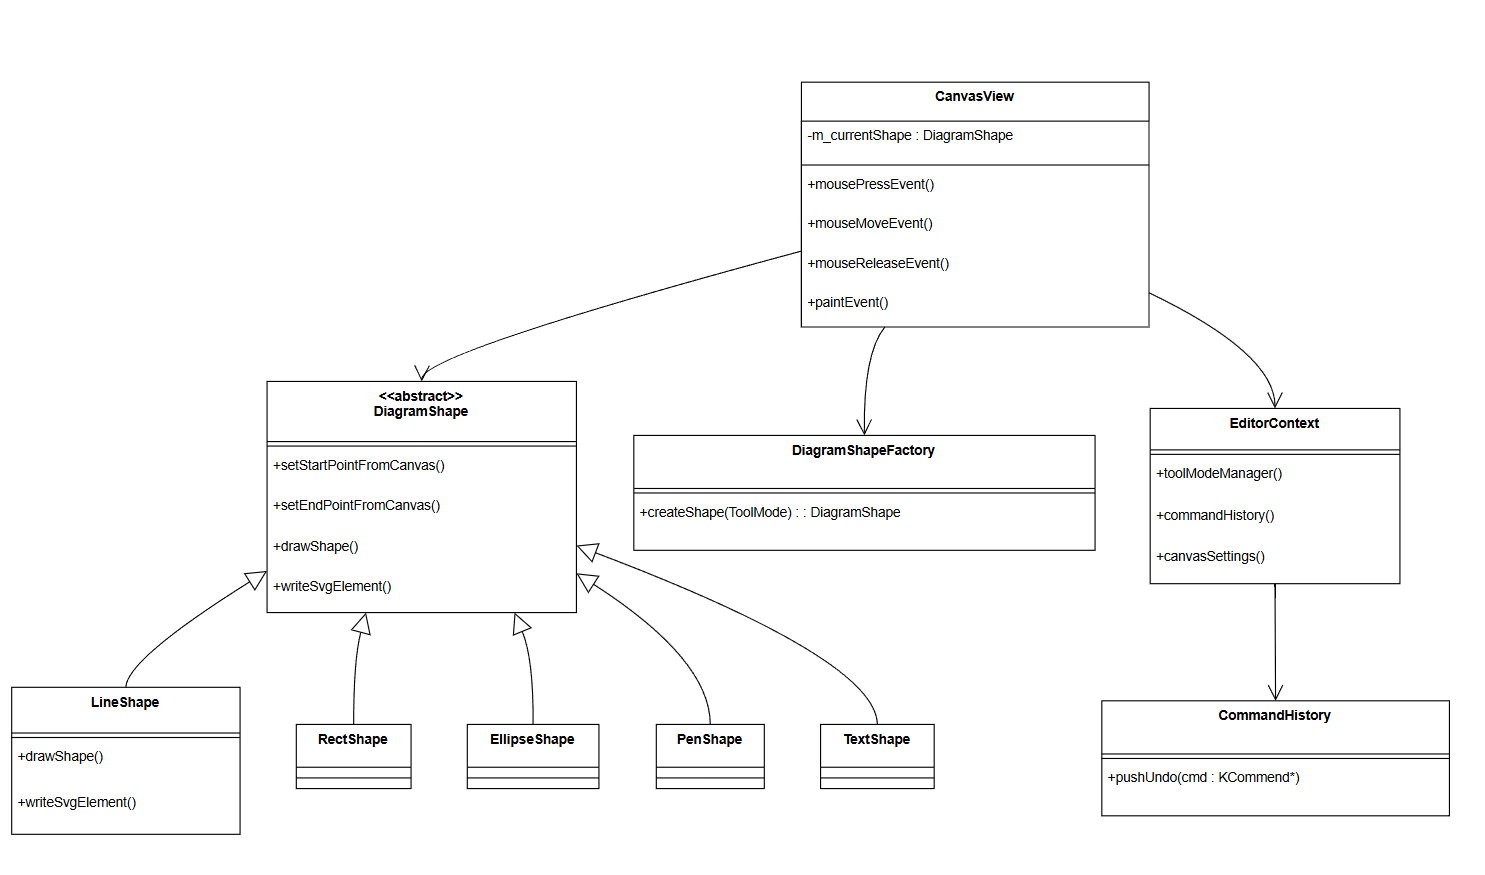 CanvasView
-m_currentShape : DiagramShape
+mousePressEvent()
+mouseMoveEvent()
+mouseReleaseEvent()
+paintEvent()
<<abstract>>
DiagramShape
+setStartPointFromCanvas()
+setEndPointFromCanvas()
+drawShape()
+writeSvgElement()
DiagramShapeFactory
+createShape(ToolMode) : : DiagramShape
EditorContext
+toolModeManager()
+commandHistory()
+canvasSettings()
LineShape
+drawShape()
+writeSvgElement()
RectShape
EllipseShape
PenShape
TextShape
CommandHistory
+pushUndo(cmd : KCommend*)